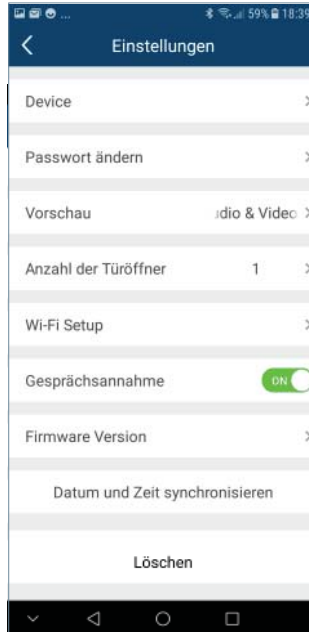 59% 18:39
Einstellungen
Device
Passwort ändern
Vorschau udio & Video
Anzahl der Türöffner 1
Wi-Fi Setup
Gesprächsannahme ON
Firmware Version
Datum und Zeit synchronisieren
Löschen